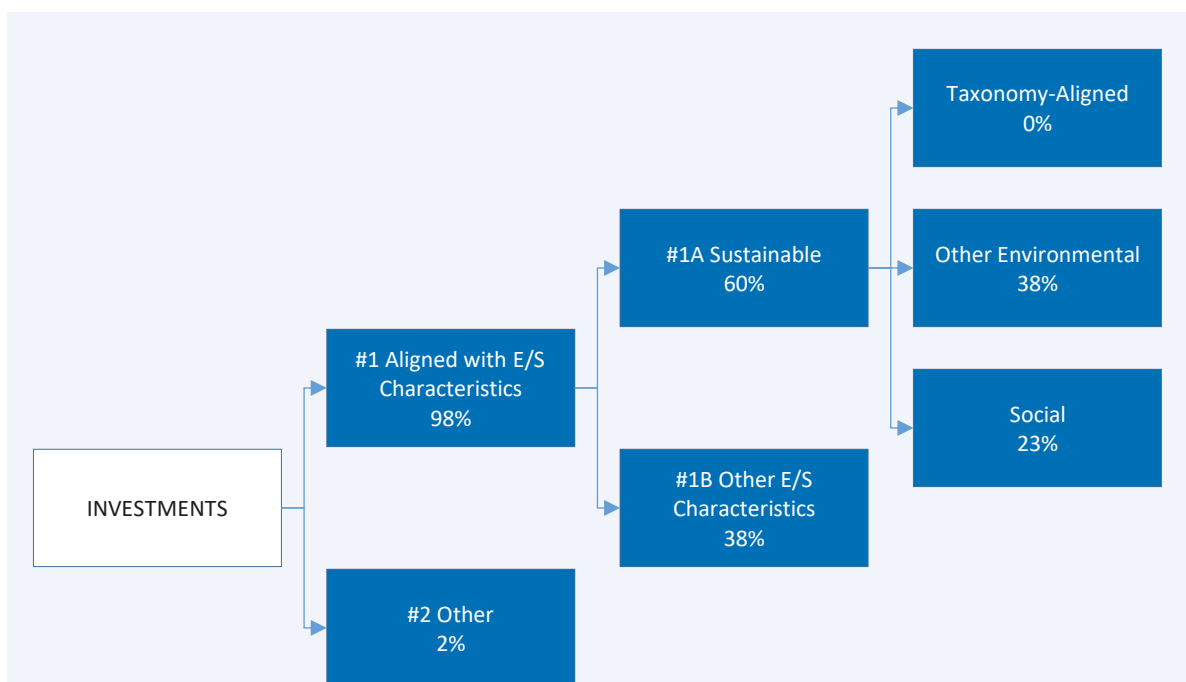 INVESTMENTS
#1 Aligned with E/S
Characteristics
98%
#2 Other
2%
#1A Sustainable
60%
#1B Other E/S
Characteristics
38%
Taxonomy-Aligned
0%
Other Environmental
38%
Social
23%